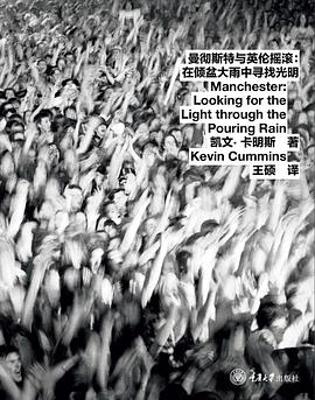 曼彻斯特与英伦摇滚：
在倾盆大雨中寻找光明
Manchester:
Looking for the
Light through the
Pouring Rain
凯文·卡明斯 著
Kevin Cummins
王硕 译
重庆大学出版社